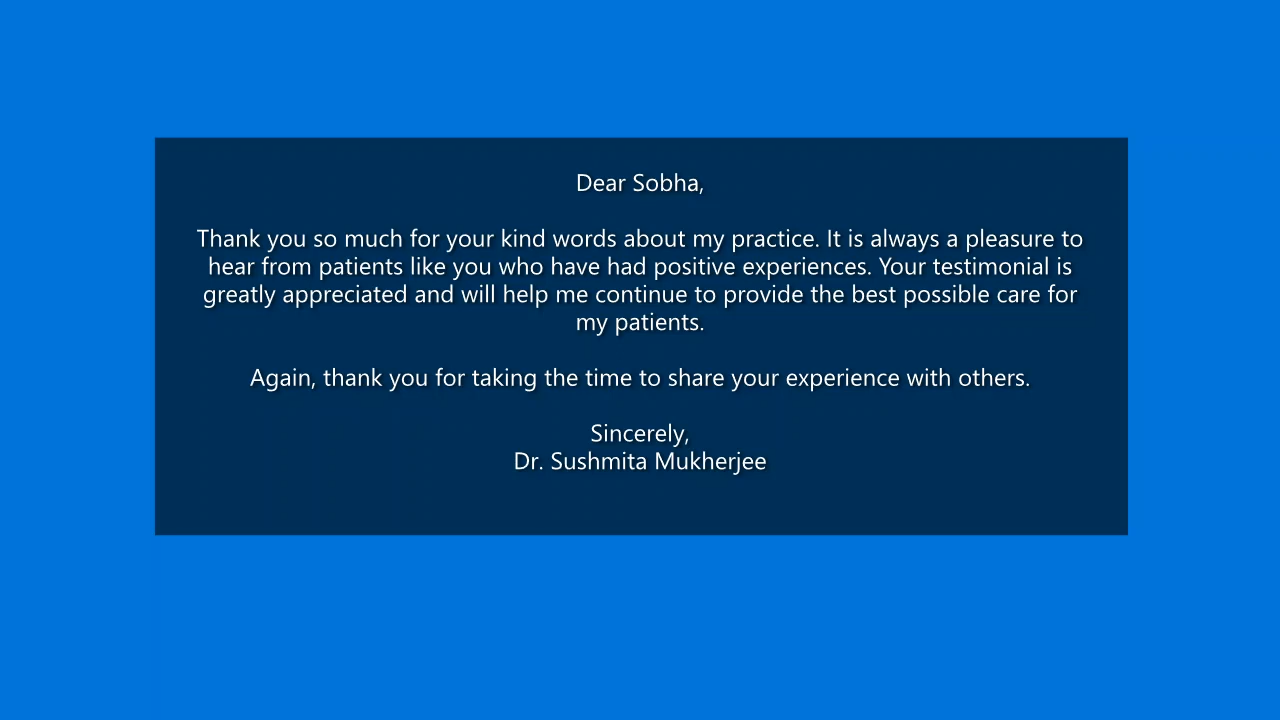 Dear Sobha,
Thank you so much for your kind words about my practice. It is always a pleasure to
hear from patients like you who have had positive experiences. Your testimonial is
greatly appreciated and will help me continue to provide the best possible care for
my patients.
Again, thank you for taking the time to share your experience with others.
Sincerely,
Dr. Sushmita Mukherjee